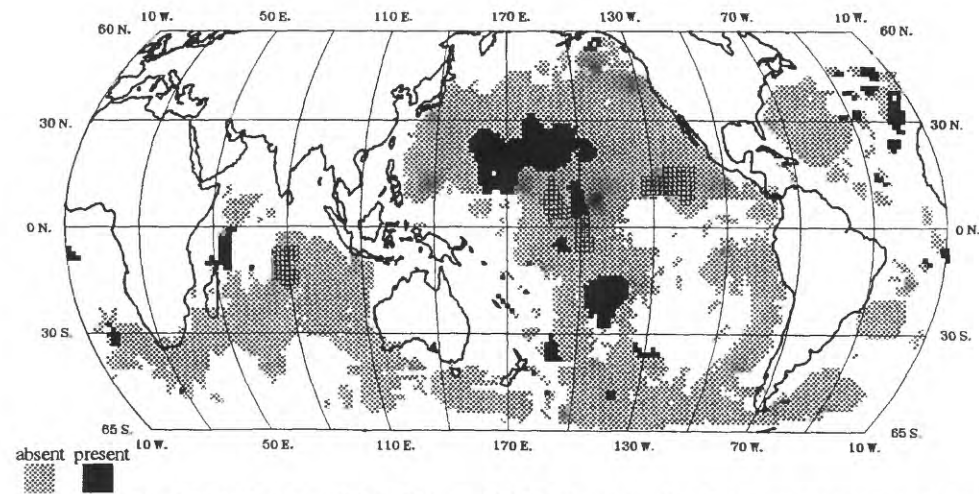 10 W. 50 E. 110 E. 170 E. 130 W. 70 W. 10 W.
60 N. 60 N.
30 N. 30 N.
0 N. 0 N.
30 S. 30 S.
65 S. 65 S.
10 W. 50 E. 110 E. 170 E. 130 W. 70 W. 10 W.
absent present